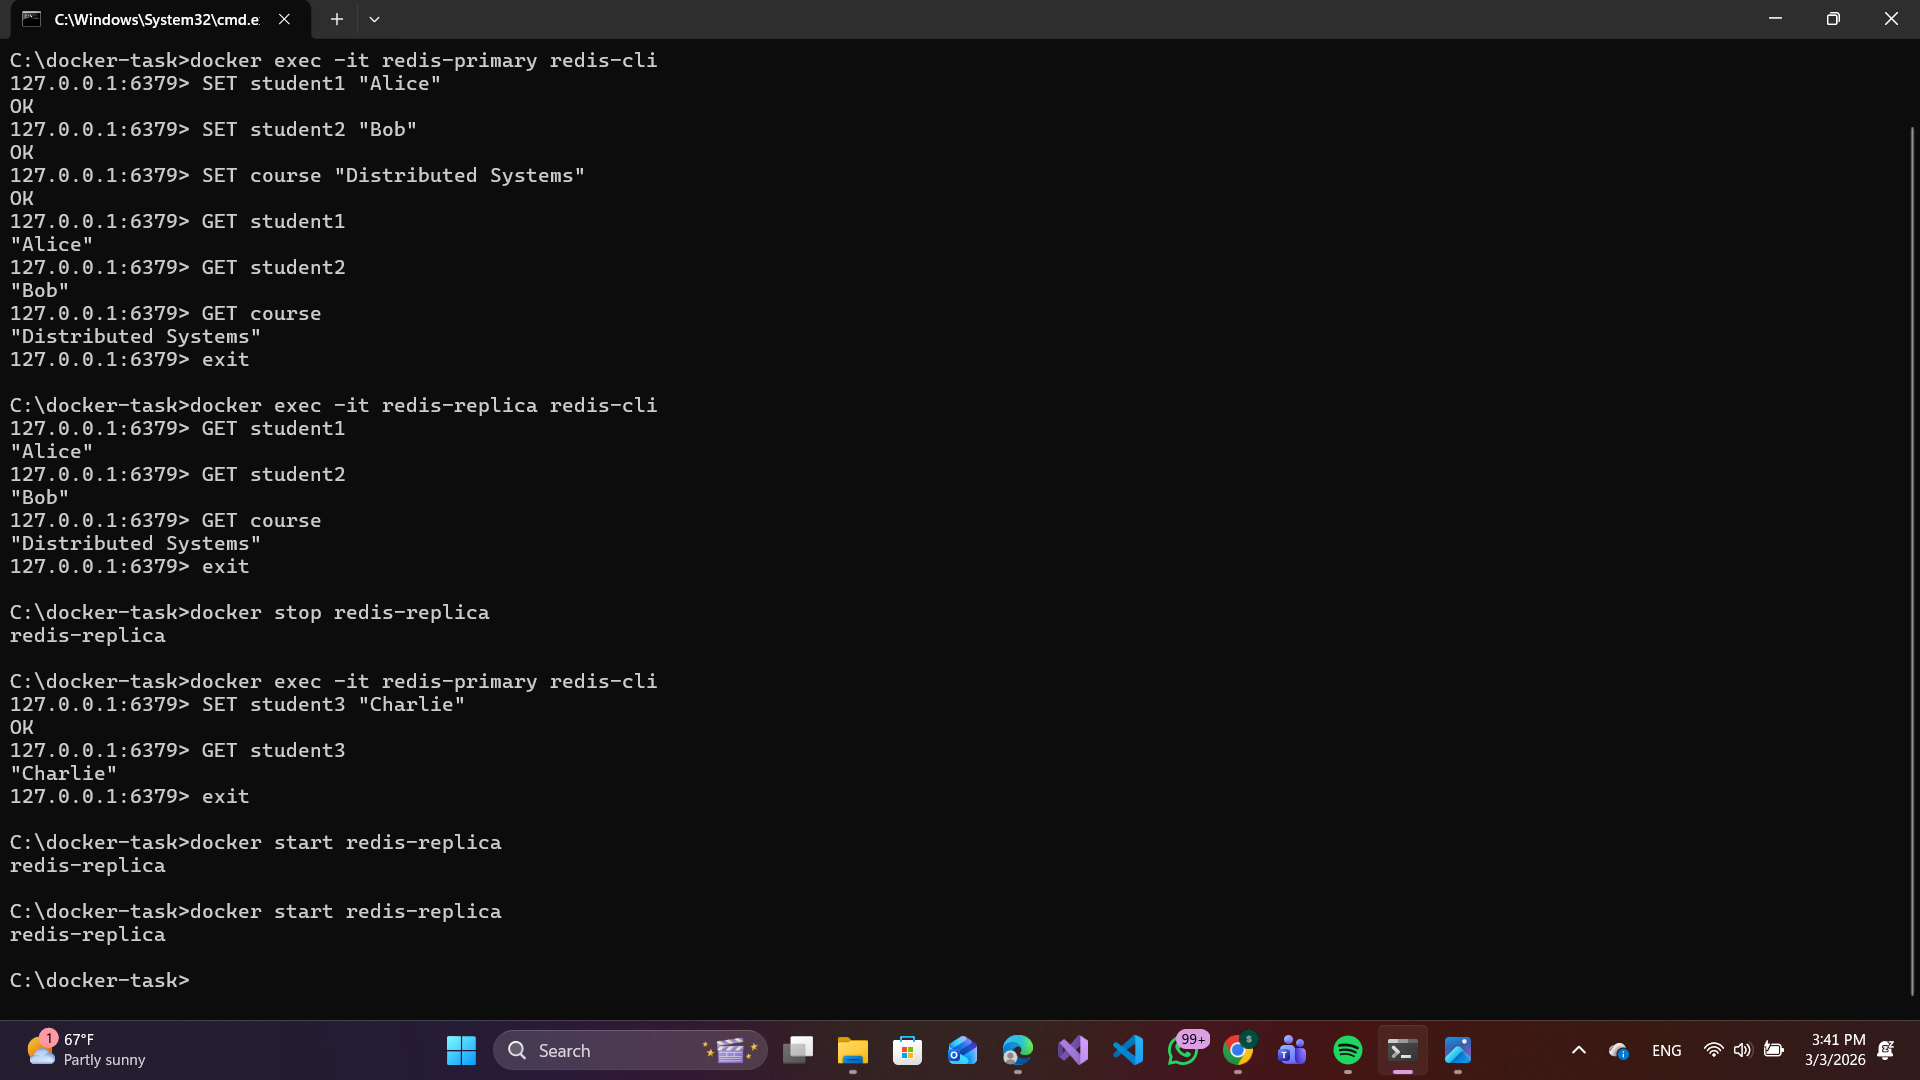 C:\Windows\System32\cmd.e
C:\docker-task>docker exec -it redis-primary redis-cli
127.0.0.1:6379> SET student1 "Alice"
OK
127.0.0.1:6379> SET student2 "Bob"
OK
127.0.0.1:6379> SET course "Distributed Systems"
OK
127.0.0.1:6379> GET student1
"Alice"
127.0.0.1:6379> GET student2
"Bob"
127.0.0.1:6379> GET course
"Distributed Systems"
127.0.0.1:6379> exit
C:\docker-task>docker exec -it redis-replica redis-cli
127.0.0.1:6379> GET student1
"Alice"
127.0.0.1:6379> GET student2
"Bob"
127.0.0.1:6379> GET course
"Distributed Systems"
127.0.0.1:6379> exit
C:\docker-task>docker stop redis-replica
redis-replica
C:\docker-task>docker exec -it redis-primary redis-cli
127.0.0.1:6379> SET student3 "Charlie"
OK
127.0.0.1:6379> GET student3
"Charlie"
127.0.0.1:6379> exit
C:\docker-task>docker start redis-replica
redis-replica
C:\docker-task>docker start redis-replica
redis-replica
C:\docker-task>
1
67°F
Partly sunny
Search
99+
ENG
3:41 PM
3/3/2026